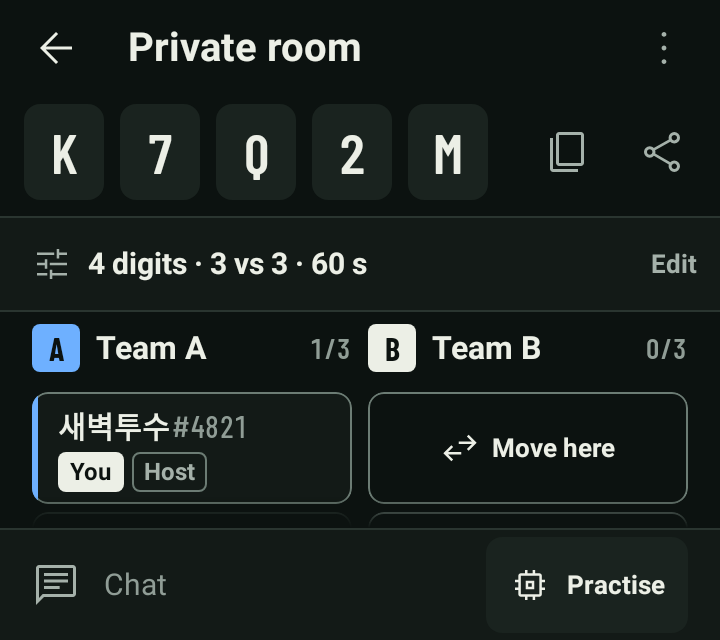 Private room
K 7 Q 2 M
4 digits · 3 vs 3 · 60 s
Edit
A Team A 1/3
B Team B 0/3
새벽투수#4821
You Host
Move here
Chat
Practise